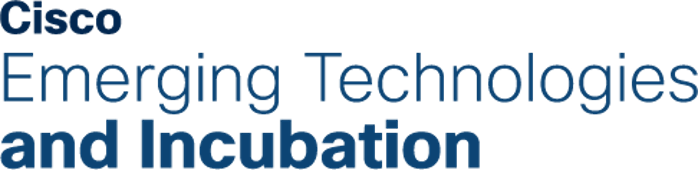 Cisco
Emerging Technologies
and Incubation